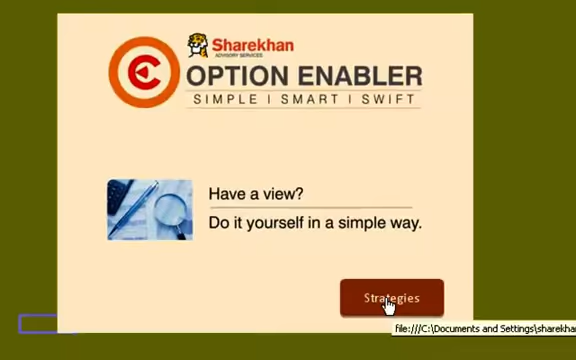 Sharekhan
ADVISORY SERVICES
OPTION ENABLER
SIMPLE | SMART | SWIFT
Have a view?
Do it yourself in a simple way.
Strategies
file:///C:\Documents and Settings\sharekhan